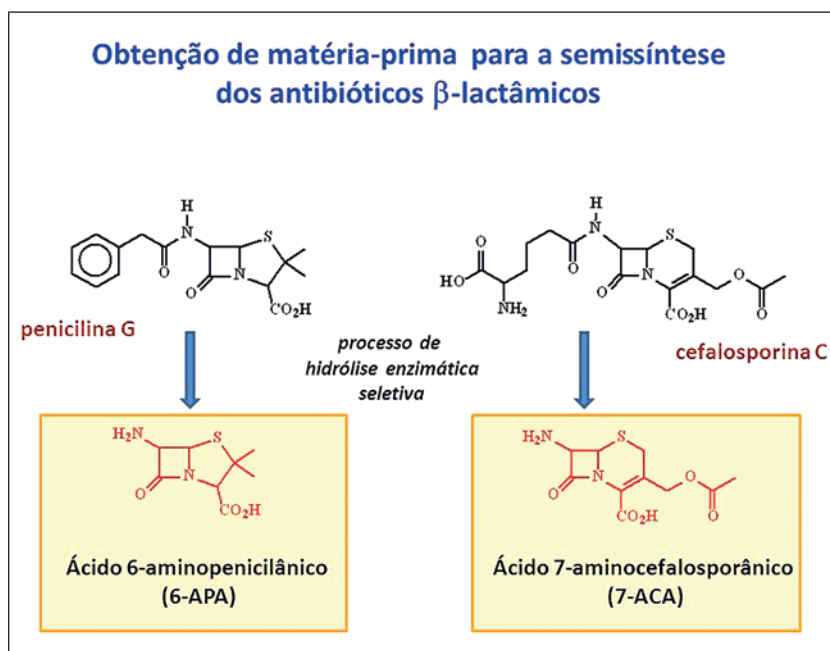 Obtenção de matéria-prima para a semissíntese
dos antibióticos β-lactâmicos
H
N
S
O
O
N
CO₂H
penicilina G
O
HO
NH₂
O
H
N
S
O
N
CO₂H
O
O
cefalosporina C
processo de
hidrólise enzimática
seletiva
H₂N
S
O
N
CO₂H
Ácido 6-aminopenicilânico
(6-APA)
H₂N
S
O
N
CO₂H
O
O
Ácido 7-aminocefalosporânico
(7-ACA)